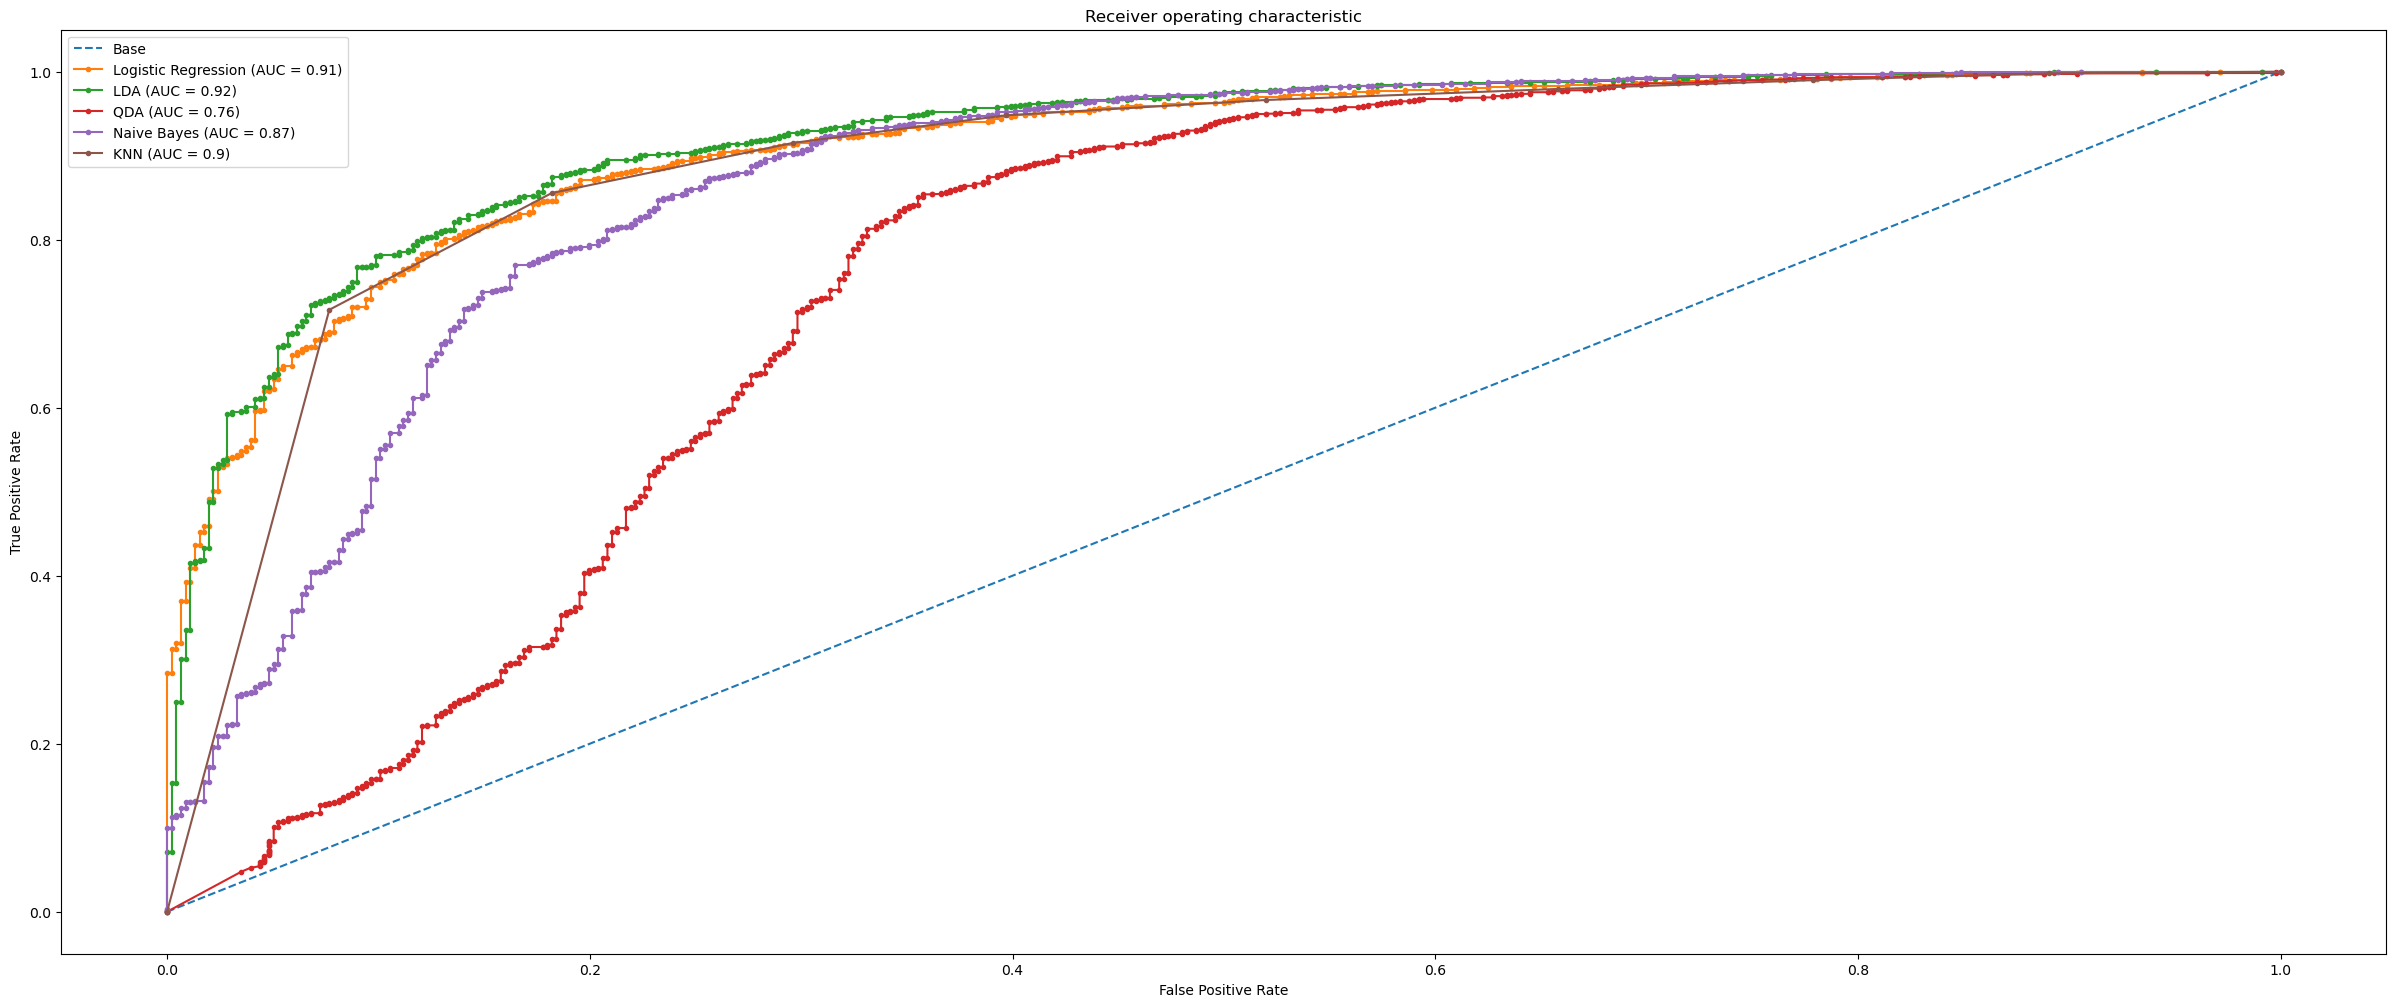 Receiver operating characteristic
Base
Logistic Regression (AUC = 0.91)
LDA (AUC = 0.92)
QDA (AUC = 0.76)
Naive Bayes (AUC = 0.87)
KNN (AUC = 0.9)
True Positive Rate
1.0
0.8
0.6
0.4
0.2
0.0
0.0
0.2
0.4
0.6
0.8
1.0
False Positive Rate